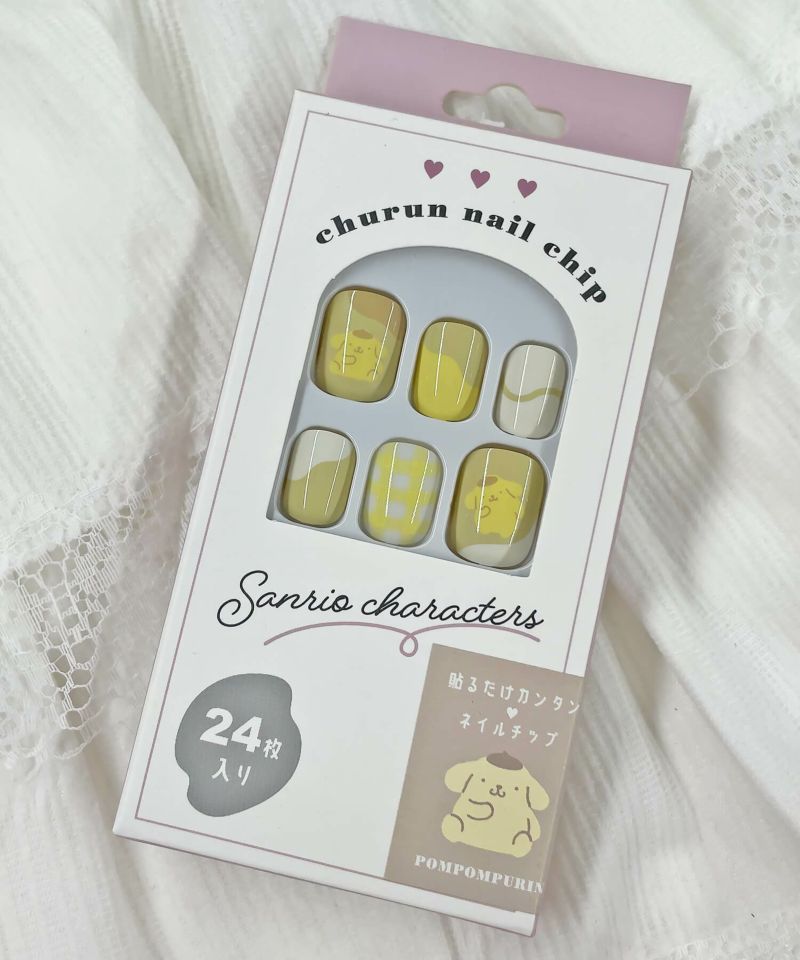 churun nail chip
Sanrio characters
24枚
入り
貼るだけカンタン
♥
ネイルチップ
POMPOMPURIN